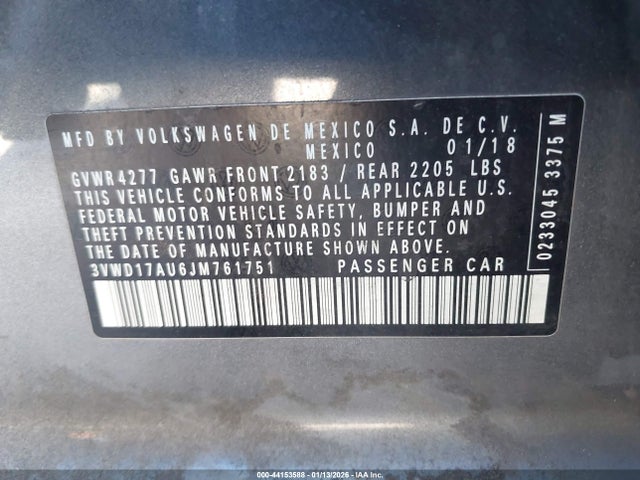 MFD BY VOLKSWAGEN DE MEXICO S.A. DE C.V.
MEXICO 01/18
GVWR 4277 GAWR FRONT 2183 / REAR 2205 LBS
THIS VEHICLE CONFORMS TO ALL APPLICABLE U.S.
FEDERAL MOTOR VEHICLE SAFETY, BUMPER AND
THEFT PREVENTION STANDARDS IN EFFECT ON
THE DATE OF MANUFACTURE SHOWN ABOVE.
3VWD17AU6JM761751 PASSENGER CAR
0233045 3375 M
000-44153588 - 01/13/2026 - IAA Inc.